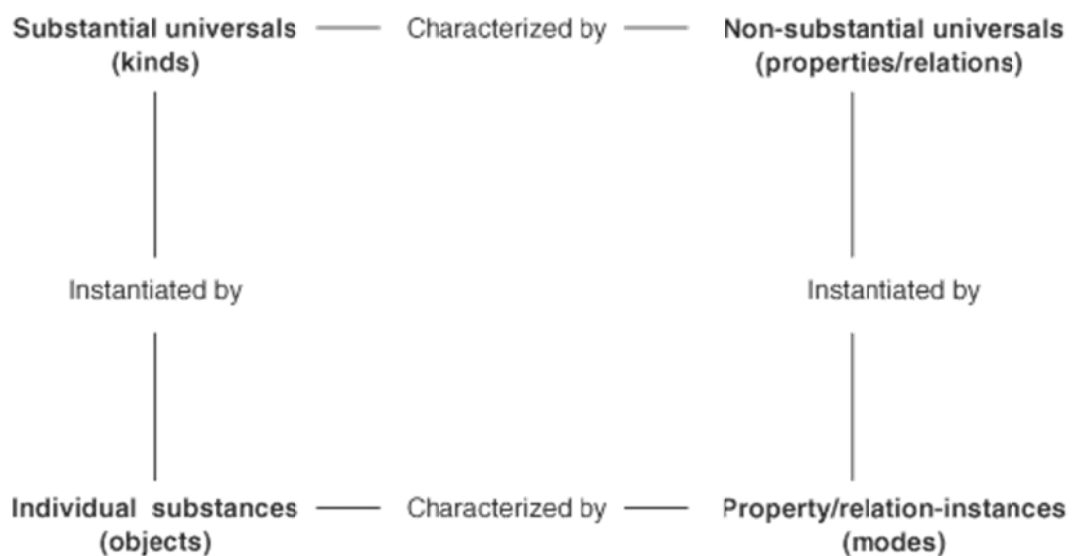 Substantial universals Characterized by Non-substantial universals
(kinds) (properties/relations)
Instantiated by Instantiated by
Individual substances Characterized by Property/relation-instances
(objects) (modes)